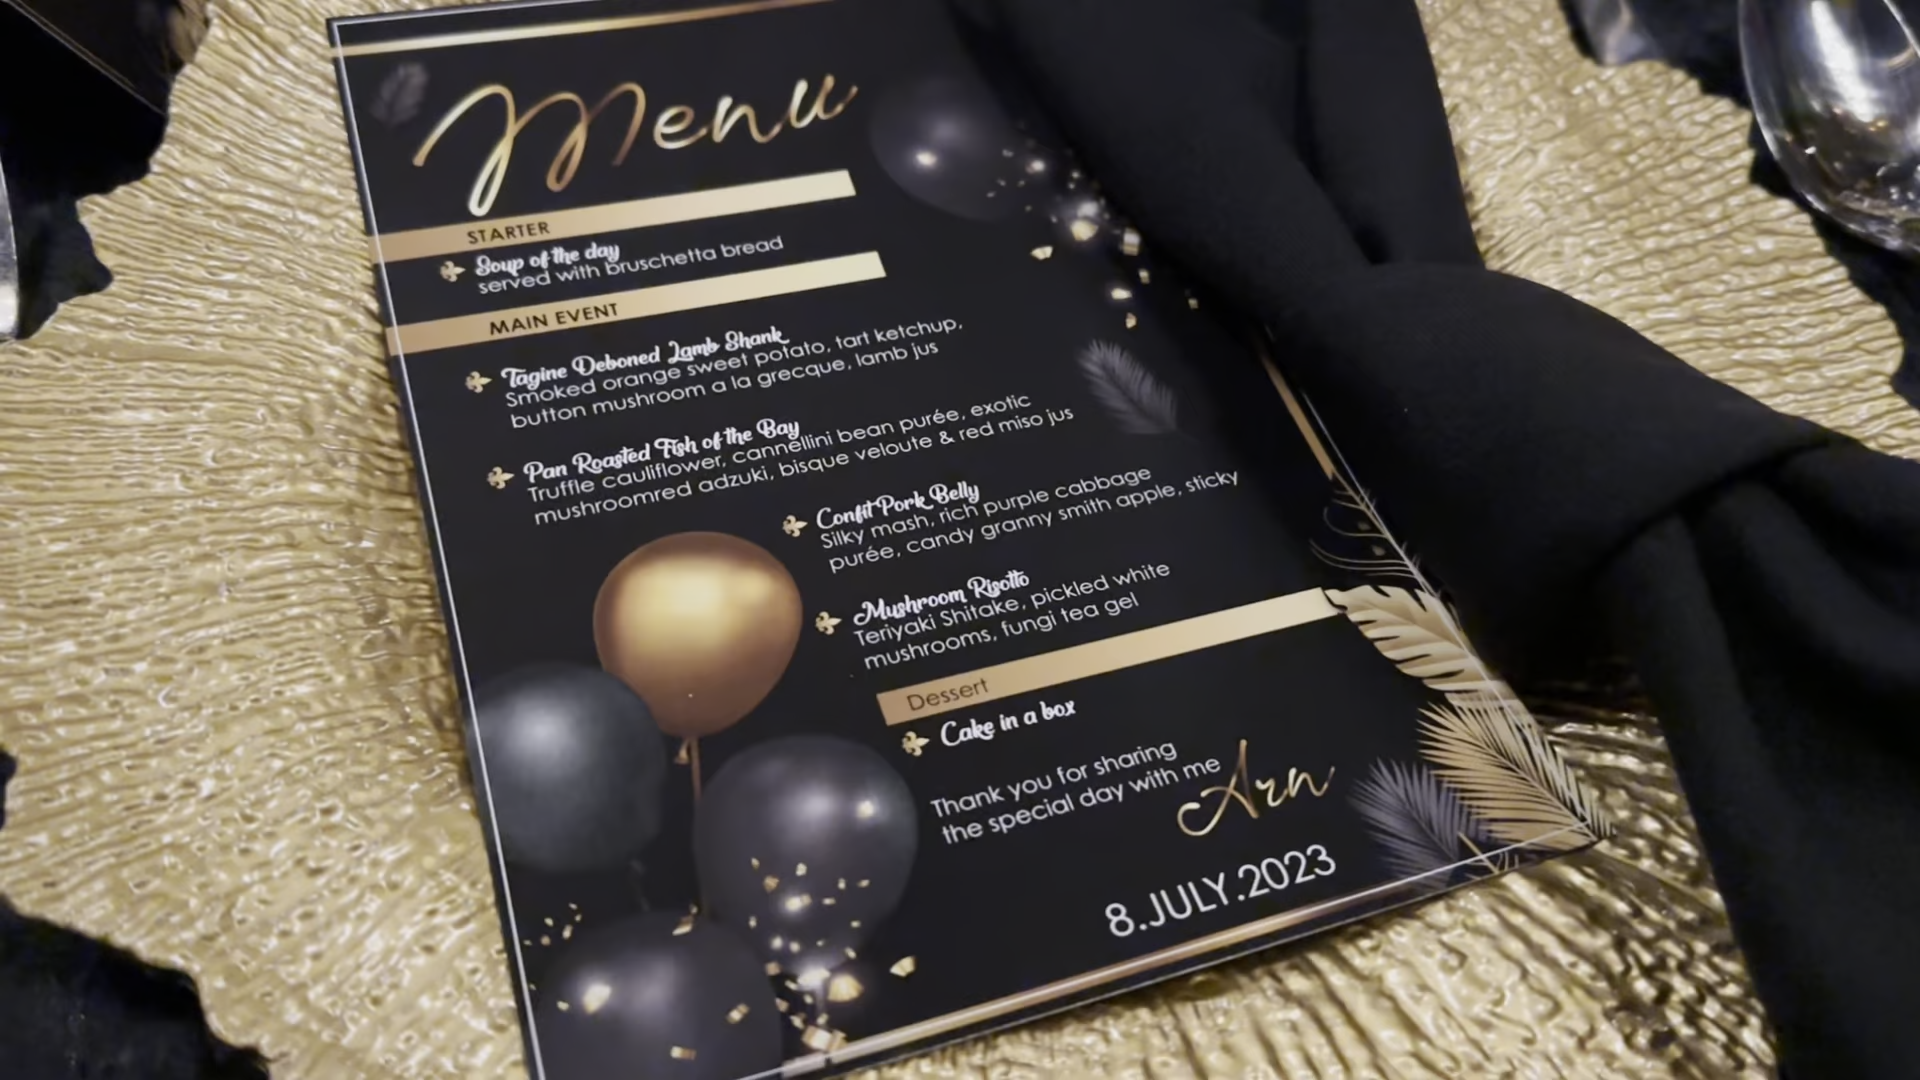 Menu
STARTER
Soup of the day
served with bruschetta bread
MAIN EVENT
Tagine Deboned Lamb Shank
Smoked orange sweet potato, tart ketchup,
button mushroom a la grecque, lamb jus
Pan Roasted Fish of the Bay
Truffle cauliflower, cannellini bean purée, exotic
mushroomred adzuki, bisque veloute & red miso jus
Confit Pork Belly
Silky mash, rich purple cabbage
purée, candy granny smith apple, sticky
Mushroom Risotto
Teriyaki Shitake, pickled white
mushrooms, fungi tea gel
Dessert
Cake in a box
Thank you for sharing
the special day with me
Arn
8.JULY.2023